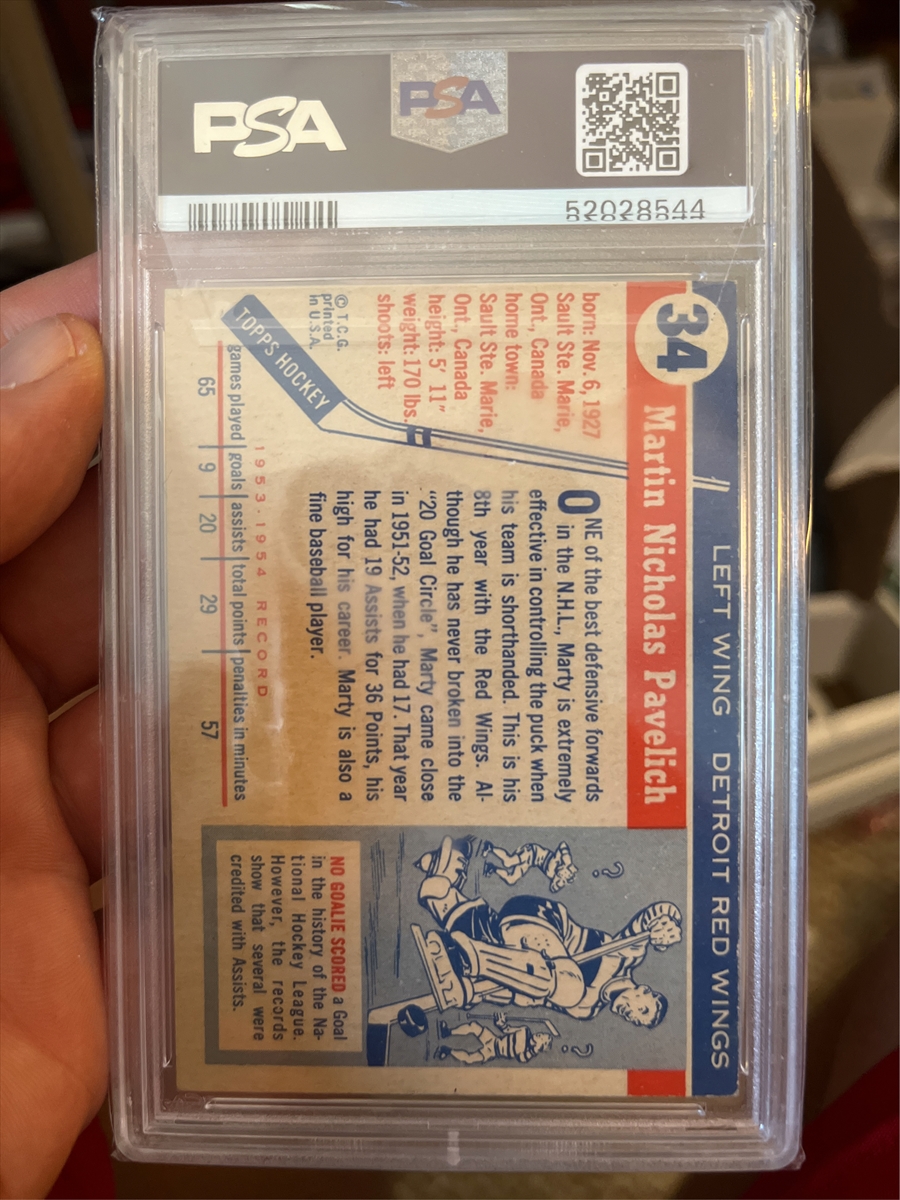 PSA
PSA
52028544
34
LEFT WING DETROIT RED WINGS
Martin Nicholas Pavelich
born: Nov. 6, 1927
Sault Ste. Marie,
Ont., Canada
home town:
Sault Ste. Marie,
Ont., Canada
height: 5' 11"
weight: 170 lbs.
shoots: left
© T.C.G.
printed
in U.S.A.
TOPPS HOCKEY
ONE of the best defensive forwards
in the N.H.L., Marty is extremely
effective in controlling the puck when
his team is shorthanded. This is his
8th year with the Red Wings. Al-
though he has never broken into the
"20 Goal Circle", Marty came close
in 1951-52, when he had 17. That year
he had 19 Assists for 36 Points, his
high for his career. Marty is also a
fine baseball player.
1953-1954 RECORD
games played goals assists total points penalties in minutes
65 9 20 29 57
? ?
NO GOALIE SCORED a Goal
in the history of the Na-
tional Hockey League.
However, the records
show that several were
credited with Assists.